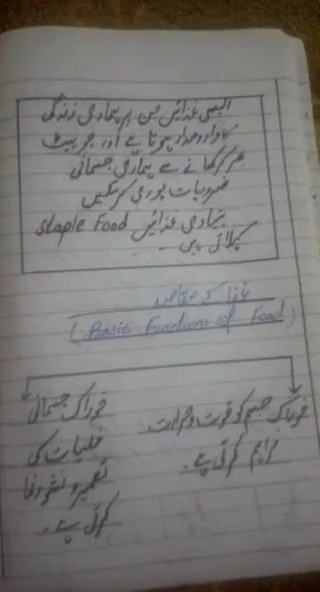 ایسی غذائیں جن پر ہماری زندگی
کا دارومدار ہوتا ہے اور جو پیٹ
بھر کر کھانے سے ہماری جسمانی
ضروریات پوری کر سکیں
بنیادی غذائیں Staple Food
کہلاتی ہیں۔
غذا کے مقاصد
(Basic Functions of Food)
خوراک جسم کو قوت و حرارت
فراہم کرتی ہے۔
خوراک جسمانی
خلیات کی
تعمیر و نشوونما
کرتی ہے۔